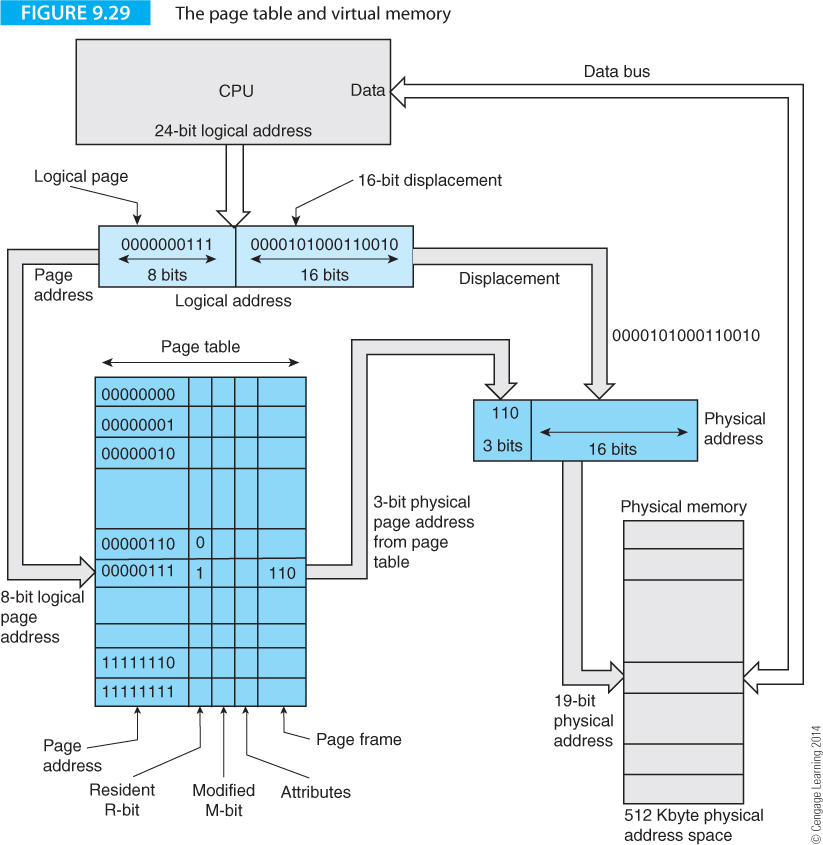 FIGURE 9.29 The page table and virtual memory
CPU
Data
Data bus
24-bit logical address
Logical page
16-bit displacement
0000000111
0000101000110010
8 bits
16 bits
Page
address
Logical address
Displacement
0000101000110010
Page table
00000000
00000001
00000010
00000110 0
00000111 1 110
11111110
11111111
8-bit logical
page
address
3-bit physical
page address
from page
table
110
3 bits
16 bits
Physical
address
Physical memory
19-bit
physical
address
512 Kbyte physical
address space
Page
address
Resident
R-bit
Modified
M-bit
Attributes
Page frame
© Cengage Learning 2014